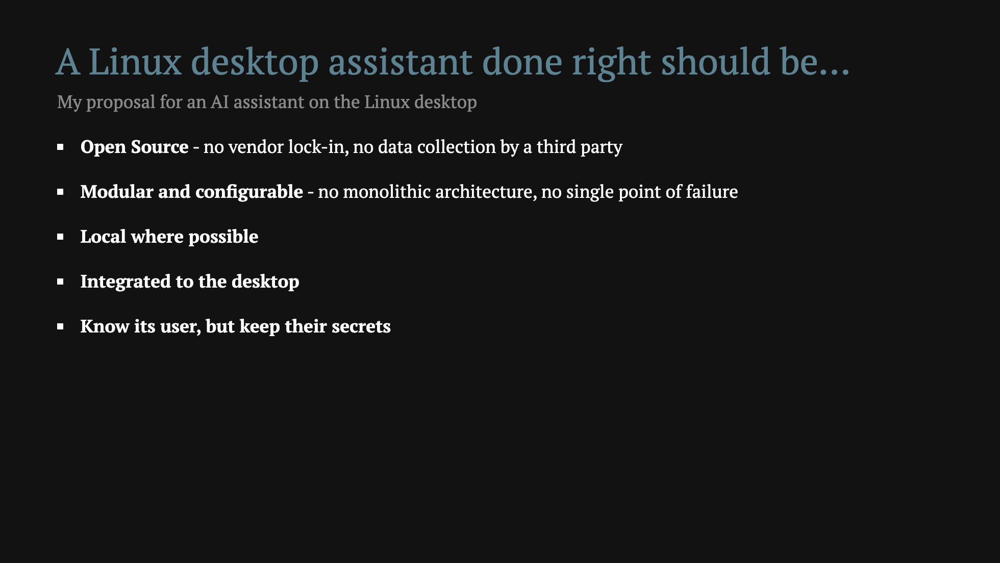 A Linux desktop assistant done right should be...
My proposal for an AI assistant on the Linux desktop
▪ Open Source - no vendor lock-in, no data collection by a third party
▪ Modular and configurable - no monolithic architecture, no single point of failure
▪ Local where possible
▪ Integrated to the desktop
▪ Know its user, but keep their secrets